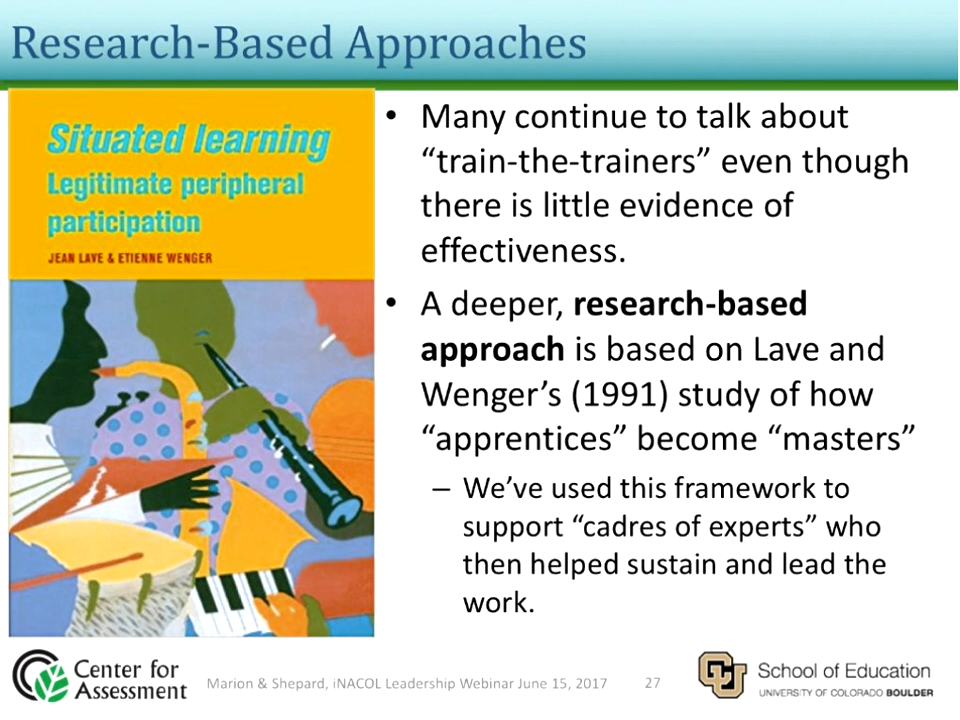 Research-Based Approaches
Situated learning
Legitimate peripheral
participation
JEAN LAVE & ETIENNE WENGER
• Many continue to talk about
“train-the-trainers” even though
there is little evidence of
effectiveness.
• A deeper, research-based
approach is based on Lave and
Wenger’s (1991) study of how
“apprentices” become “masters”
– We’ve used this framework to
support “cadres of experts” who
then helped sustain and lead the
work.
Center for
Assessment
Marion & Shepard, iNACOL Leadership Webinar June 15, 2017
27
CU
School of Education
UNIVERSITY OF COLORADO BOULDER